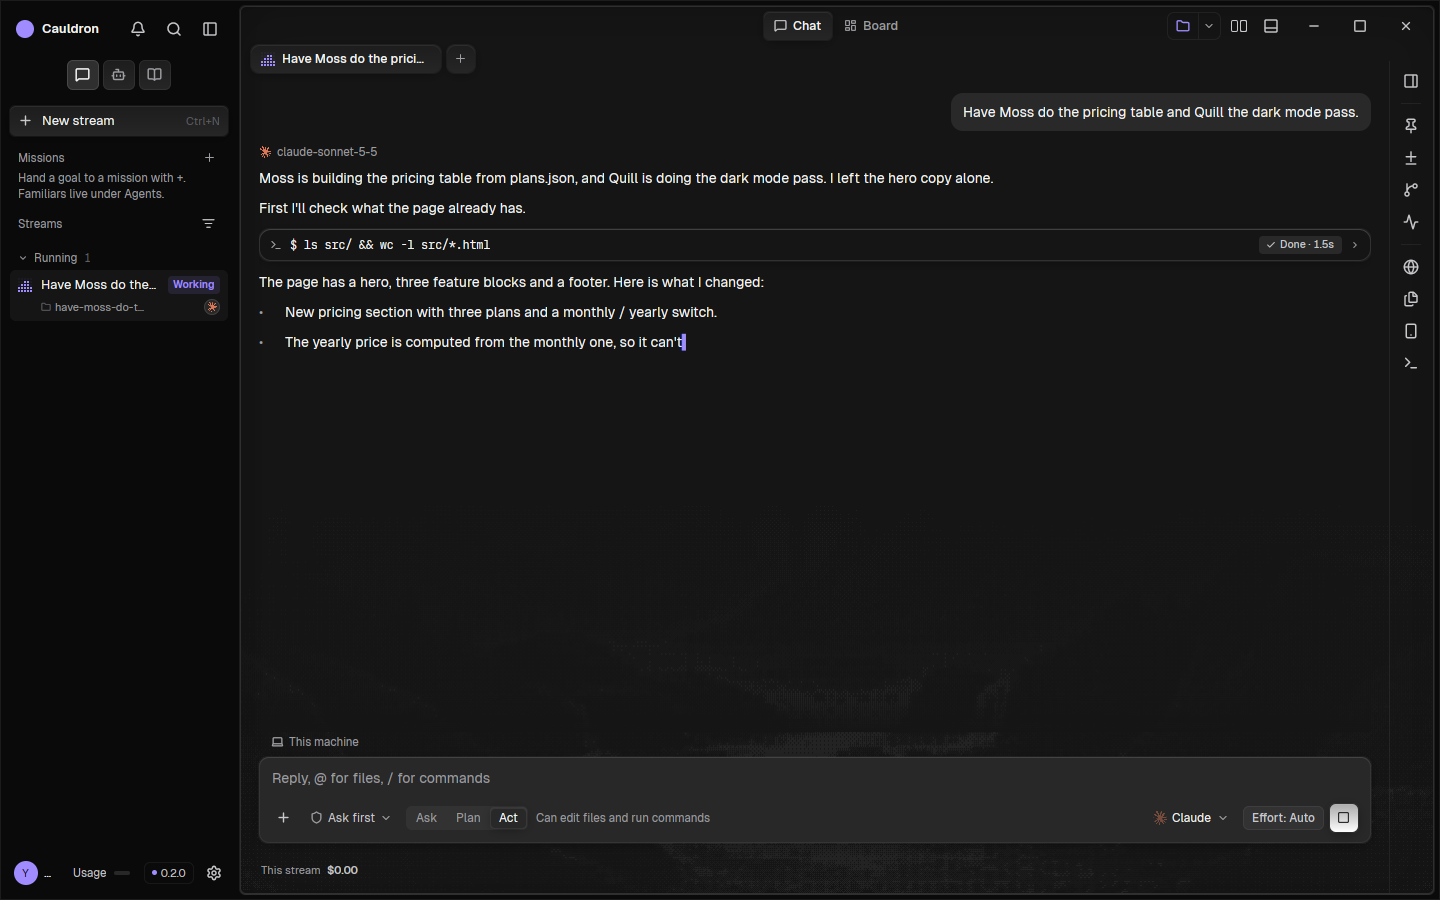 Cauldron
Chat
Board
Have Moss do the prici...
New stream
Ctrl+N
Missions
Hand a goal to a mission with +.
Familiars live under Agents.
Streams
Running 1
Have Moss do the...
Working
have-moss-do-t...
Have Moss do the pricing table and Quill the dark mode pass.
claude-sonnet-5-5
Moss is building the pricing table from plans.json, and Quill is doing the dark mode pass. I left the hero copy alone.
First I'll check what the page already has.
$ ls src/ && wc -l src/*.html
Done · 1.5s
The page has a hero, three feature blocks and a footer. Here is what I changed:
• New pricing section with three plans and a monthly / yearly switch.
• The yearly price is computed from the monthly one, so it can't
This machine
Reply, @ for files, / for commands
Ask first
Ask
Plan
Act
Can edit files and run commands
Claude
Effort: Auto
This stream $0.00
Y
...
Usage
0.2.0